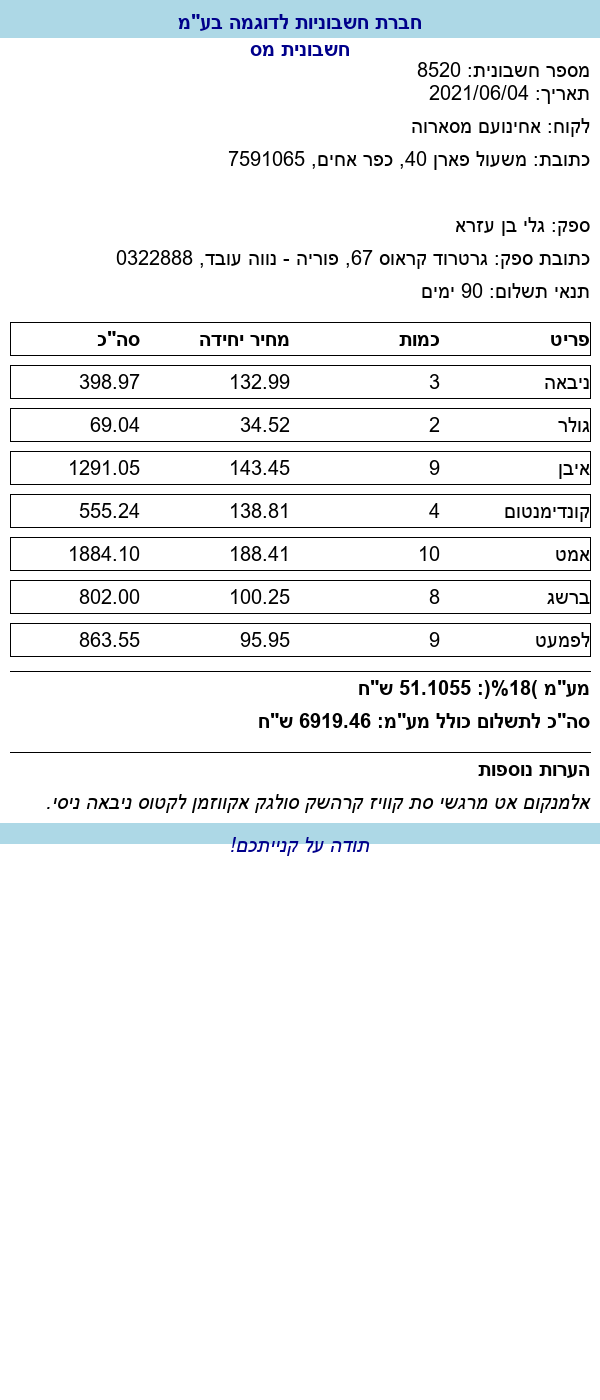 חברת חשבוניות לדוגמה בע"מ
חשבונית מס
מספר חשבונית: 8520
תאריך: 2021/06/04
לקוח: אחינועם מסארוה
כתובת: משעול פארן 40, כפר אחים, 7591065
ספק: גלי בן עזרא
כתובת ספק: גרטרוד קראוס 67, פוריה - נווה עובד, 0322888
תנאי תשלום: 90 ימים
פריט כמות מחיר יחידה סה"כ
ניבאה 3 132.99 398.97
גולר 2 34.52 69.04
איבן 9 143.45 1291.05
קונדימנטום 4 138.81 555.24
אמט 10 188.41 1884.10
ברשג 8 100.25 802.00
לפמעט 9 95.95 863.55
מע"מ )18%(: 51.1055 ש"ח
סה"כ לתשלום כולל מע"מ: 6919.46 ש"ח
הערות נוספות
אלמנקום אט מרגשי סת קוויז קרהשק סולגק אקווזמן לקטוס ניבאה ניסי.
תודה על קנייתכם!